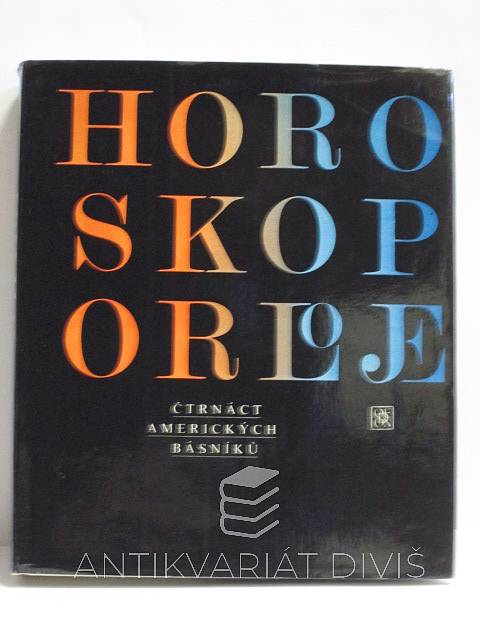 HORO
SKOP
ORLOJE
ČTRNÁCT
AMERICKÝCH
BÁSNÍKŮ
ANTIKVARIÁT DIVIŠ